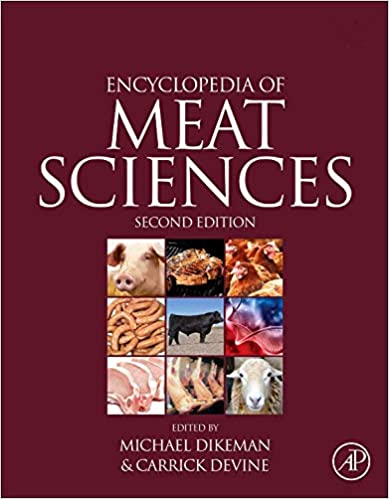 ENCYCLOPEDIA OF
MEAT
SCIENCES
SECOND EDITION
EDITED BY
MICHAEL DIKEMAN
& CARRICK DEVINE
AP